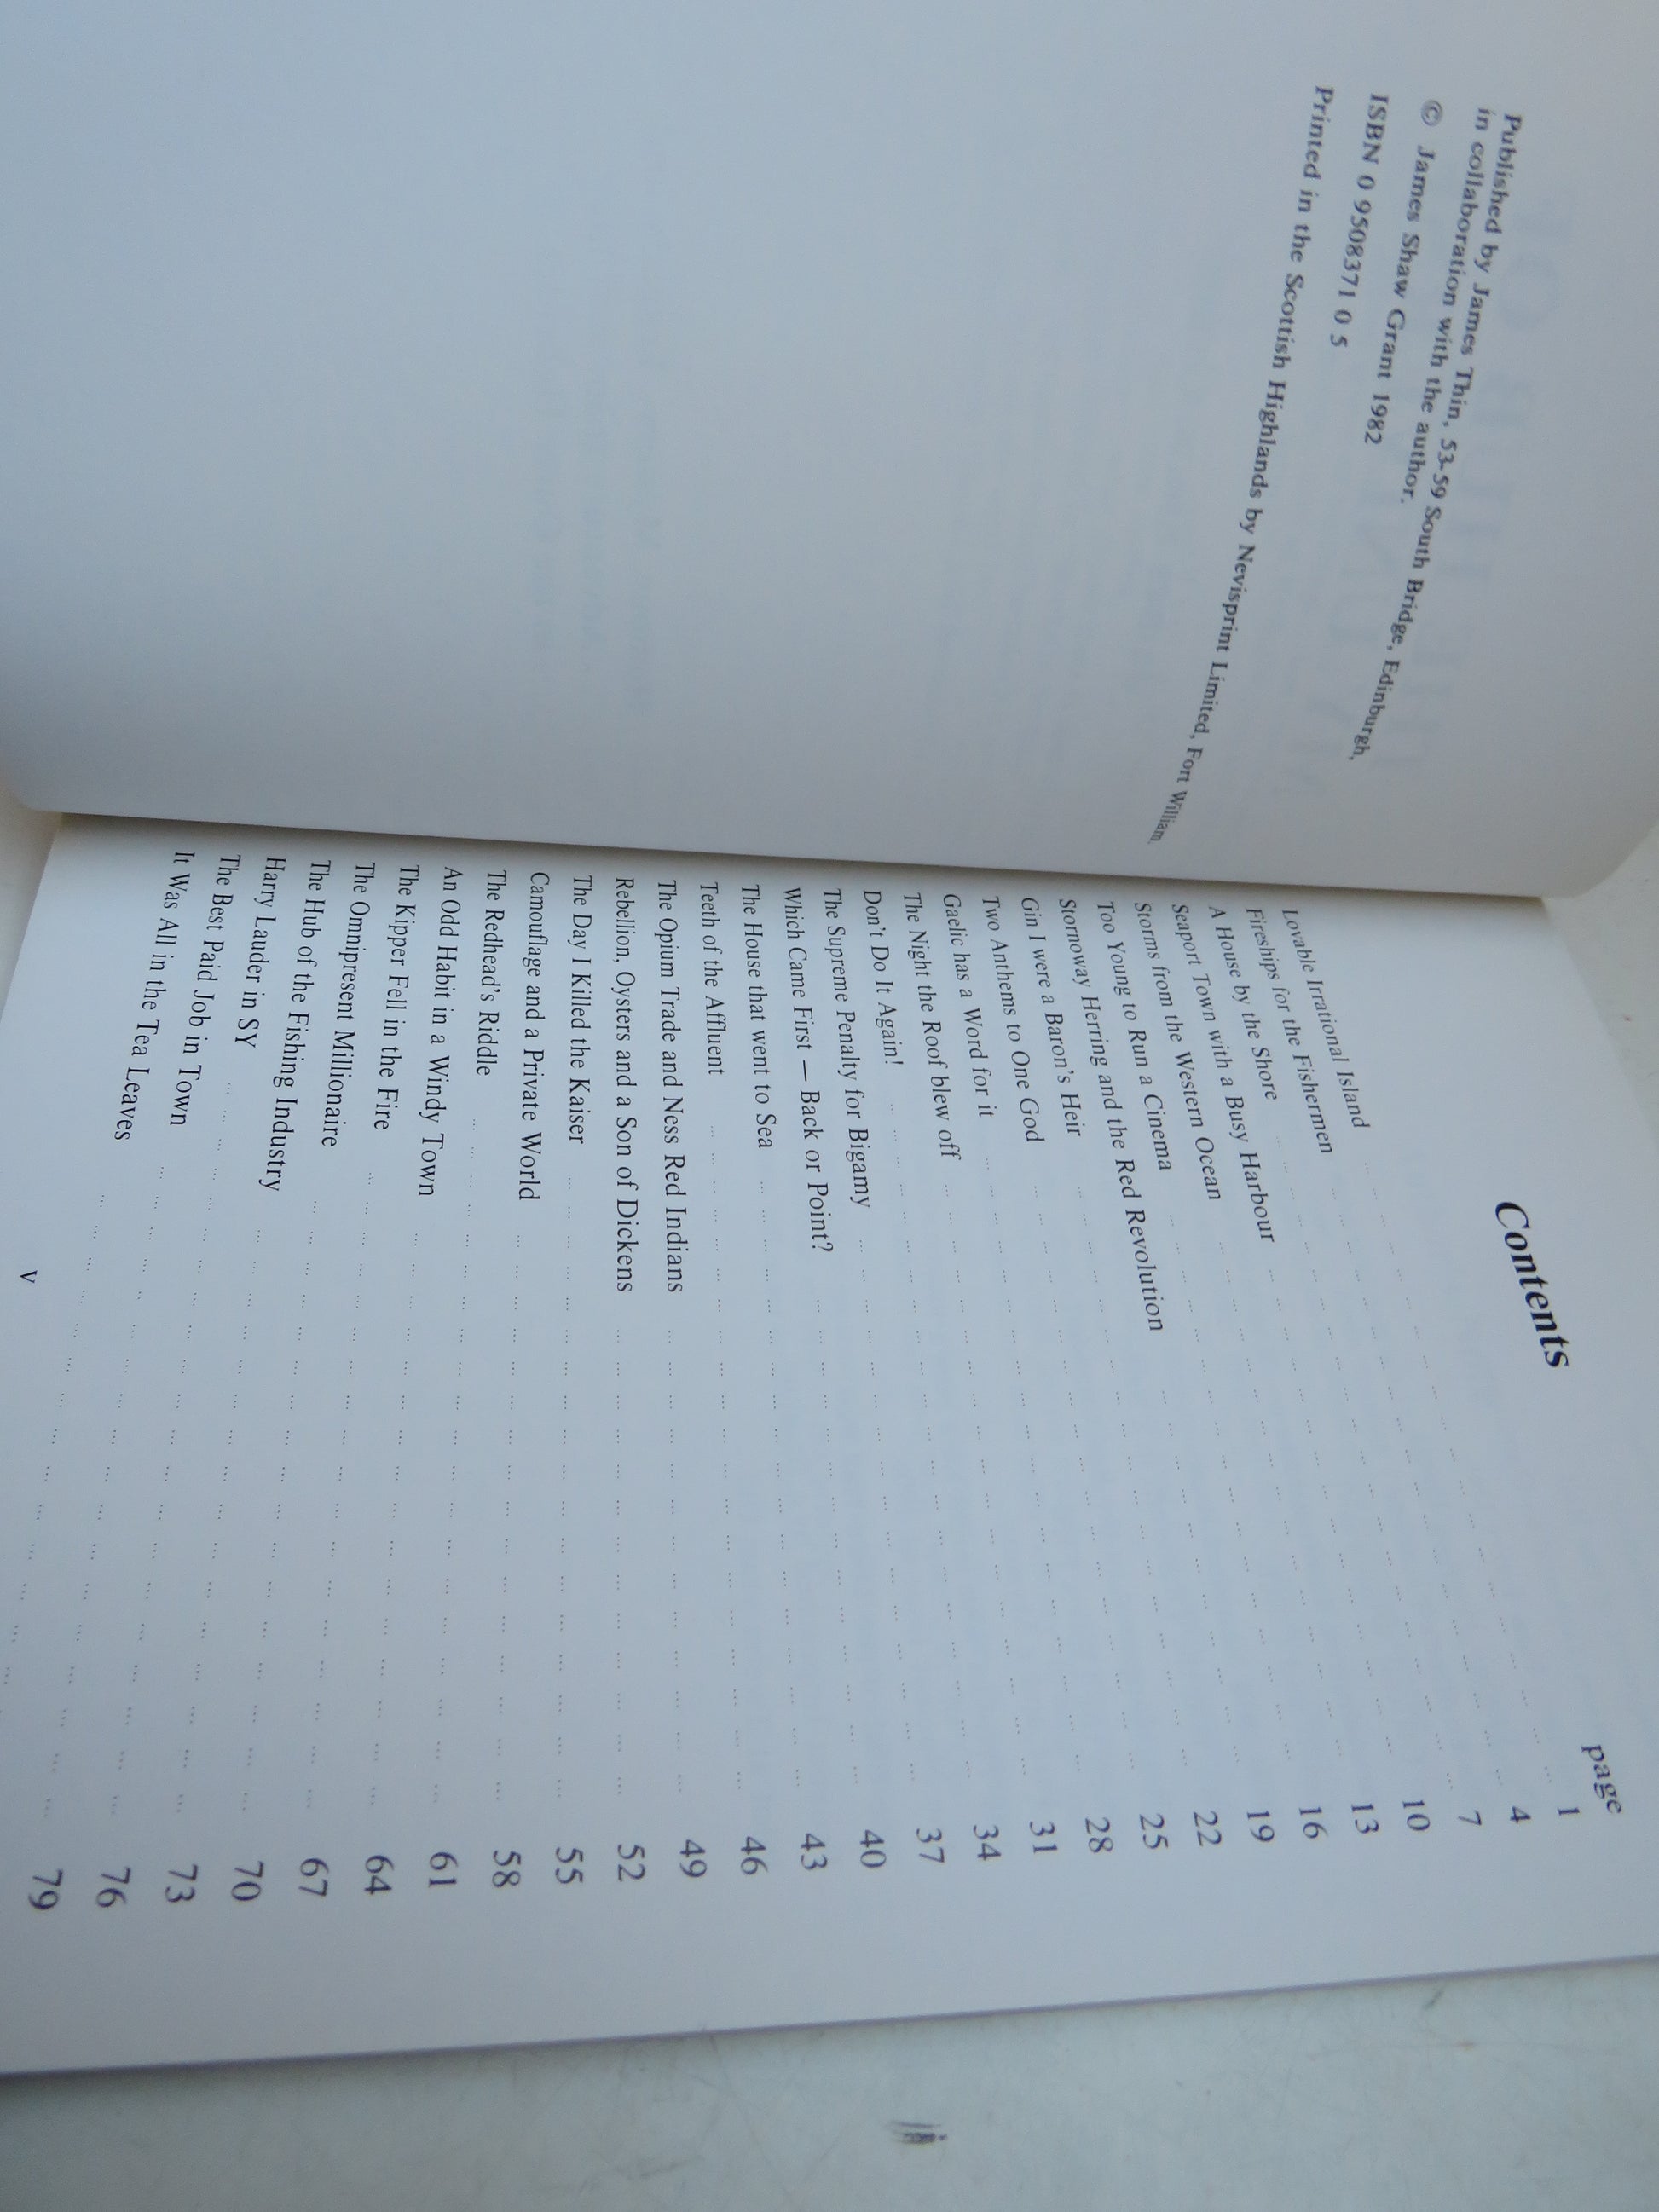 Published by James Thin, 53-59 South Bridge, Edinburgh,
in collaboration with the author.
© James Shaw Grant 1982
ISBN 0 9508371 0 5
Printed in the Scottish Highlands by Nevisprint Limited, Fort William.
Contents
page
Lovable Irrational Island ... 1
Fireships for the Fishermen ... 4
A House by the Shore ... 7
Seaport Town with a Busy Harbour ... 10
Storms from the Western Ocean ... 13
Too Young to Run a Cinema ... 16
Stornoway Herring and the Red Revolution ... 19
Gin I were a Baron's Heir ... 22
Two Anthems to One God ... 25
Gaelic has a Word for it ... 28
The Night the Roof blew off ... 31
Don't Do It Again! ... 34
The Supreme Penalty for Bigamy ... 37
Which Came First — Back or Point? ... 40
The House that went to Sea ... 43
Teeth of the Affluent ... 46
The Opium Trade and Ness Red Indians ... 49
Rebellion, Oysters and a Son of Dickens ... 52
The Day I Killed the Kaiser ... 55
Camouflage and a Private World ... 58
The Redhead's Riddle ... 61
An Odd Habit in a Windy Town ... 64
The Kipper Fell in the Fire ... 67
The Omnipresent Millionaire ... 70
The Hub of the Fishing Industry ... 73
Harry Lauder in SY ... 76
The Best Paid Job in Town ... 79
It Was All in the Tea Leaves ...
v